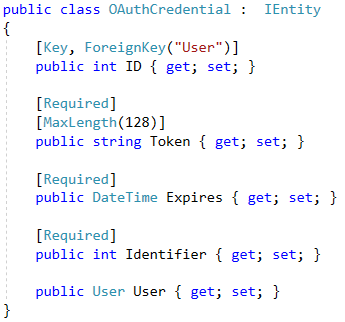 public class OAuthCredential :  IEntity
{
    [Key, ForeignKey("User")]
    public int ID { get; set; }

    [Required]
    [MaxLength(128)]
    public string Token { get; set; }

    [Required]
    public DateTime Expires { get; set; }

    [Required]
    public int Identifier { get; set; }

    public User User { get; set; }
}